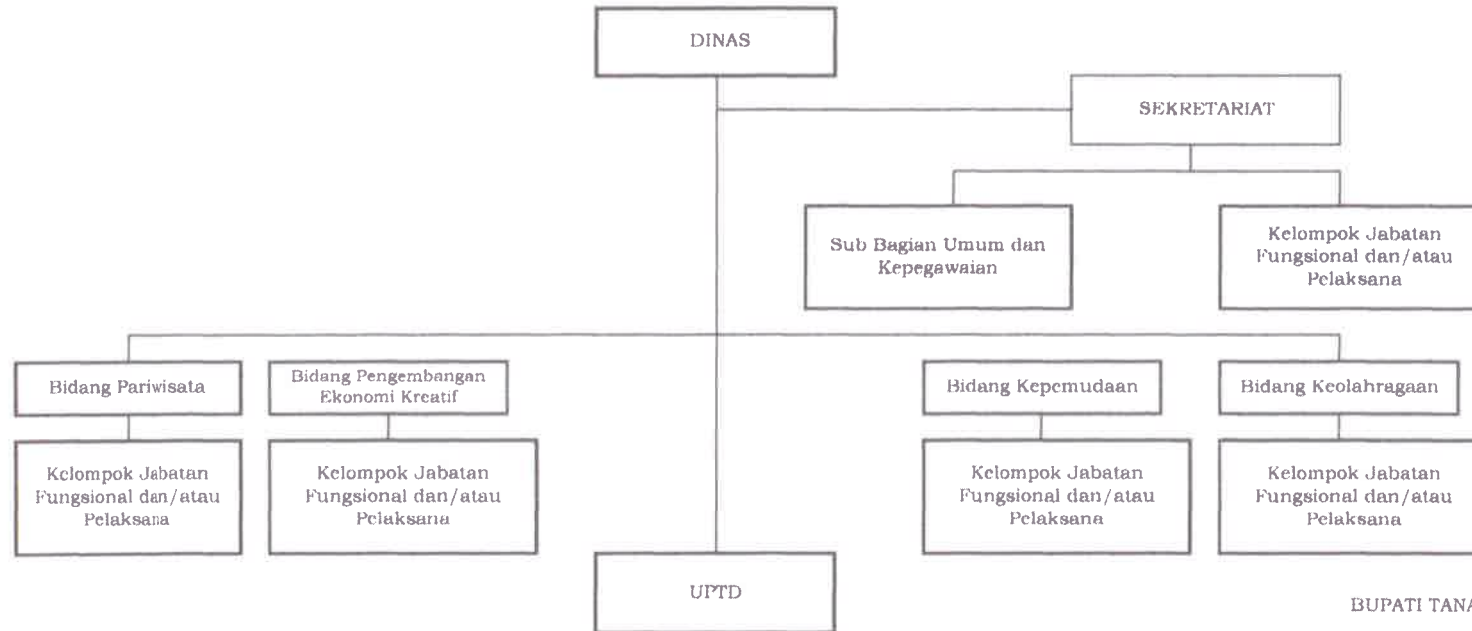 DINAS
SEKRETARIAT
Sub Bagian Umum dan
Kepegawaian
Kelompok Jabatan
Fungsional dan/atau
Pelaksana
Bidang Pariwisata
Bidang Pengembangan
Ekonomi Kreatif
Bidang Kepemudaan
Bidang Keolahragaan
Kelompok Jabatan
Fungsional dan/atau
Pelaksana
Kelompok Jabatan
Fungsional dan/atau
Pelaksana
Kelompok Jabatan
Fungsional dan/atau
Pelaksana
Kelompok Jabatan
Fungsional dan/atau
Pelaksana
UPTD
BUPATI